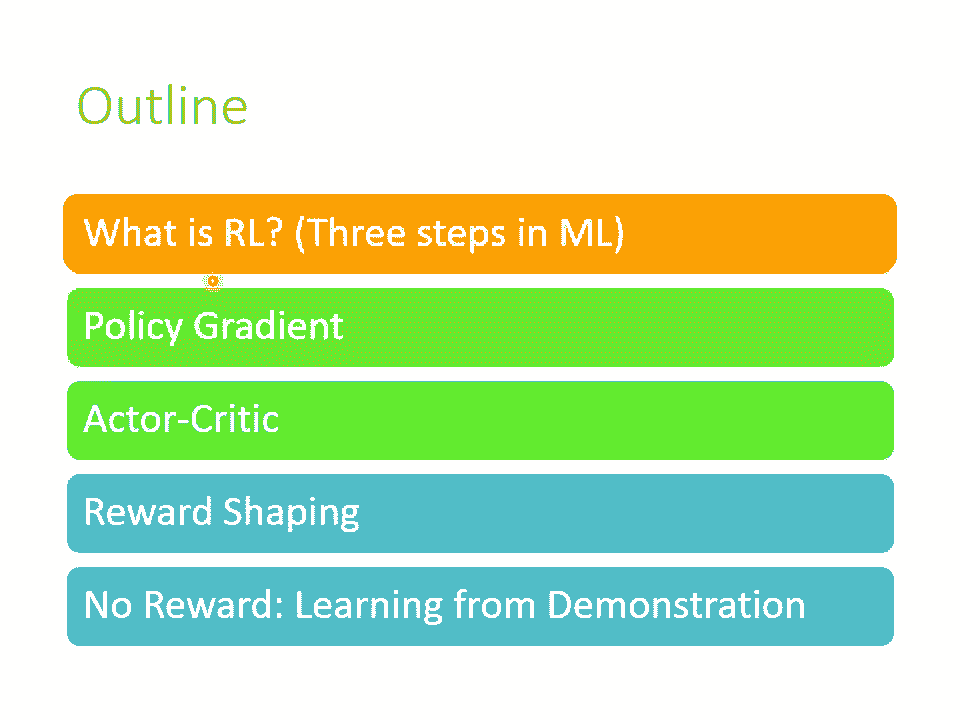 Outline
What is RL? (Three steps in ML)
Policy Gradient
Actor-Critic
Reward Shaping
No Reward: Learning from Demonstration